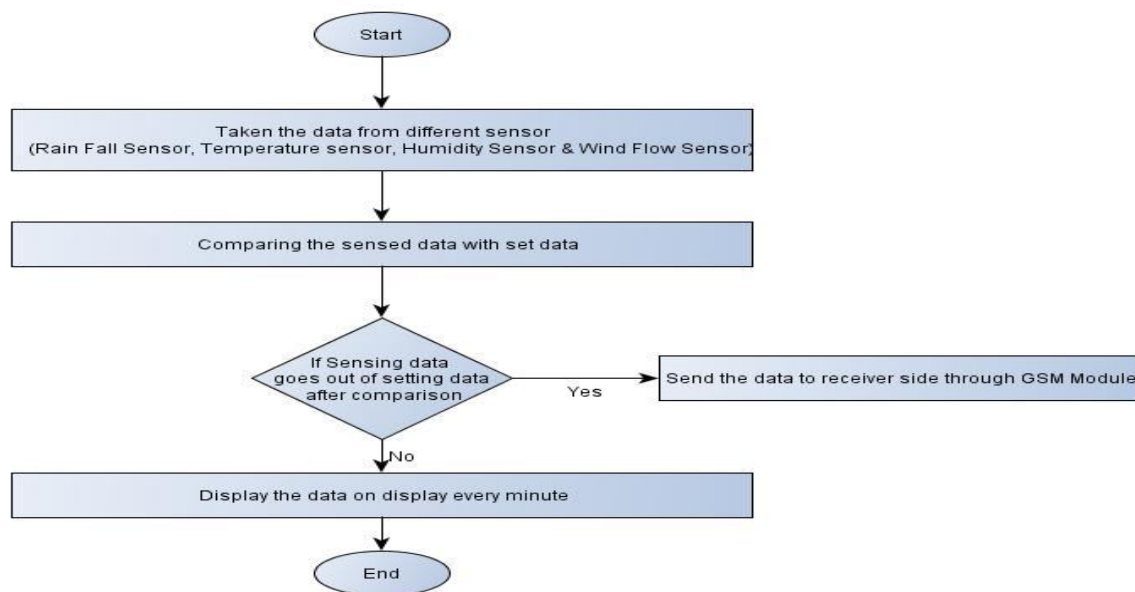 Start
Taken the data from different sensor
(Rain Fall Sensor, Temperature sensor, Humidity Sensor & Wind Flow Sensor)
Comparing the sensed data with set data
If Sensing data
goes out of setting data
after comparison
Yes
Send the data to receiver side through GSM Module
No
Display the data on display every minute
End